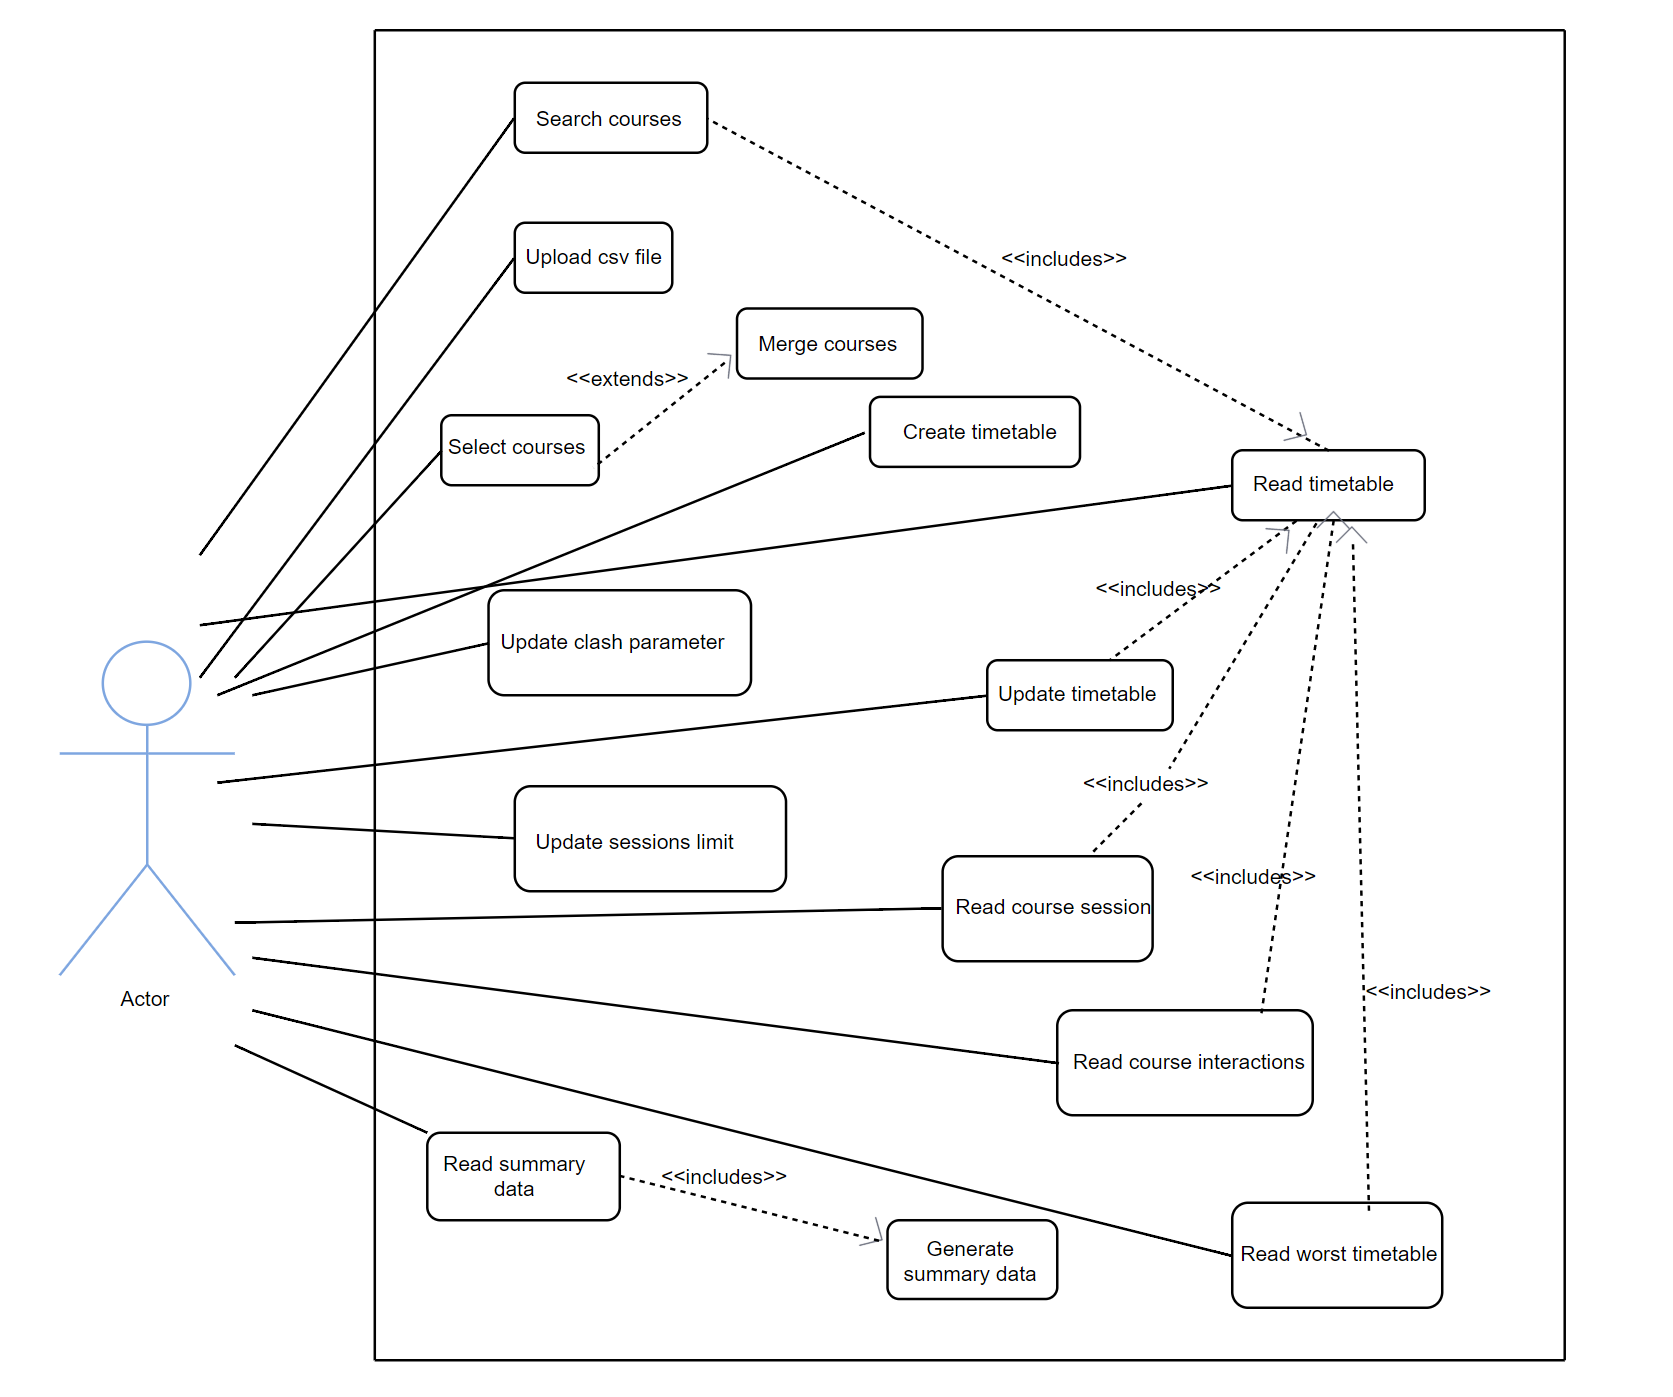 Search courses
Upload csv file
<<includes>>
Merge courses
<<extends>>
Select courses
Create timetable
Read timetable
<<includes>>
Update clash parameter
Update timetable
<<includes>>
Update sessions limit
<<includes>>
Read course session
<<includes>>
Actor
Read course interactions
Read summary
data
<<includes>>
Generate
summary data
Read worst timetable